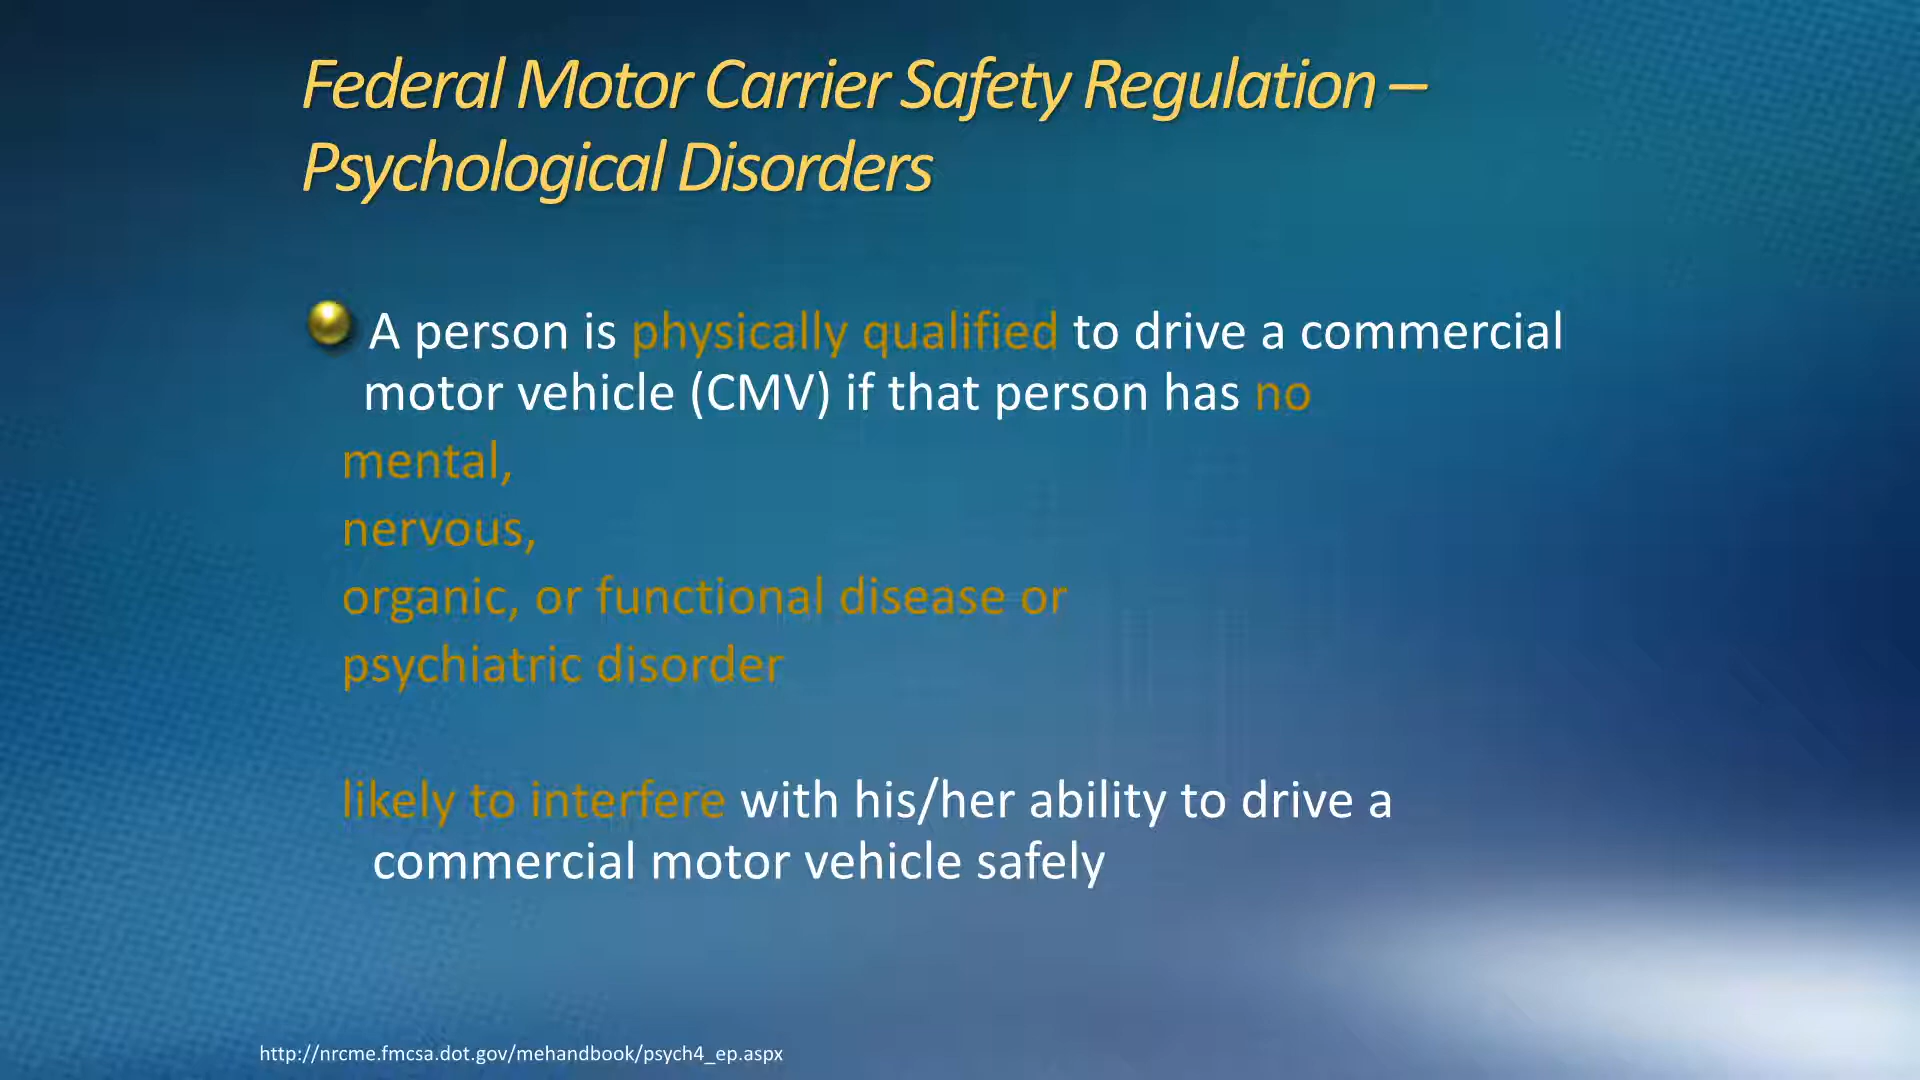 Federal Motor Carrier Safety Regulation –
Psychological Disorders
A person is physically qualified to drive a commercial
motor vehicle (CMV) if that person has no
mental,
nervous,
organic, or functional disease or
psychiatric disorder
likely to interfere with his/her ability to drive a
commercial motor vehicle safely
http://nrcme.fmcsa.dot.gov/mehandbook/psych4_ep.aspx